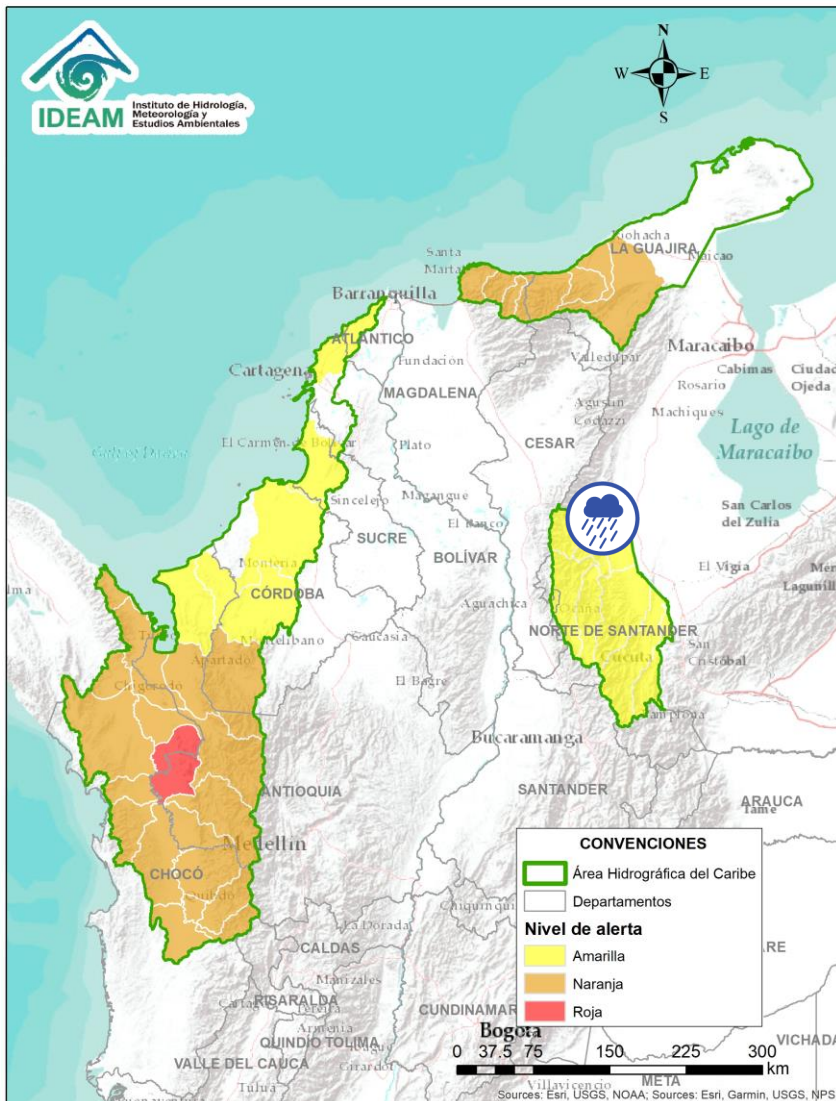 N
W
E
S
IDEAM
Instituto de Hidrología,
Meteorología y
Estudios Ambientales
LA GUAJIRA
Maicao
Santa
Marta
Barranquilla
ATLÁNTICO
Cartagena
Fundación
Valledupar
Maracaibo
Cabimas
Ciudad
Ojeda
Rosario
MAGDALENA
Agustín
Codazzi
Machiques
Lago de
Maracaibo
El Carmen de Bolívar
Plato
CESAR
Sincelejo
Magangué
San Carlos
del Zulia
SUCRE
El Banco
BOLÍVAR
Montería
El Vigía
CÓRDOBA
Aguachica
Ocaña
NORTE DE SANTANDER
Montelibano
Caucasia
San
Cristóbal
Cúcuta
Apartadó
El Bagre
Chigorodó
Pamplona
Bucaramanga
ANTIOQUIA
SANTANDER
ARAUCA
Tame
Medellín
CHOCÓ
Quibdó
La Dorada
CALDAS
Manizales
RISARALDA
Pereira
Armenia
CUNDINAMAR
Bogotá
QUINDÍO
TOLIMA
Girardot
VALLE DEL CAUCA
Tuluá
Villavicencio
META
VICHADA
CONVENCIONES
Área Hidrográfica del Caribe
Departamentos
Nivel de alerta
Amarilla
Naranja
Roja
0 37.5 75 150 225 300
km
Sources: Esri, USGS, NOAA; Sources: Esri, Garmin, USGS, NPS